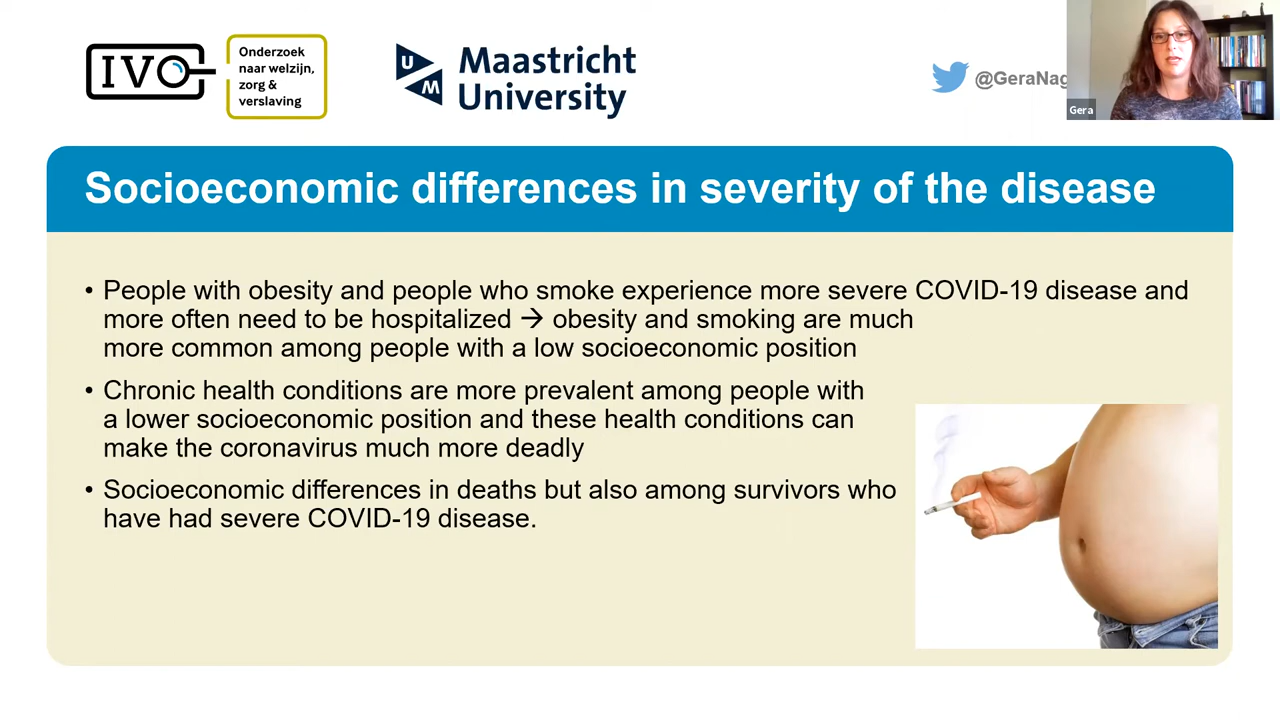 IVO
Onderzoek
naar welzijn,
zorg &
verslaving
UM
Maastricht
University
@GeraNag
Gera
Socioeconomic differences in severity of the disease
• People with obesity and people who smoke experience more severe COVID-19 disease and
more often need to be hospitalized → obesity and smoking are much
more common among people with a low socioeconomic position
• Chronic health conditions are more prevalent among people with
a lower socioeconomic position and these health conditions can
make the coronavirus much more deadly
• Socioeconomic differences in deaths but also among survivors who
have had severe COVID-19 disease.